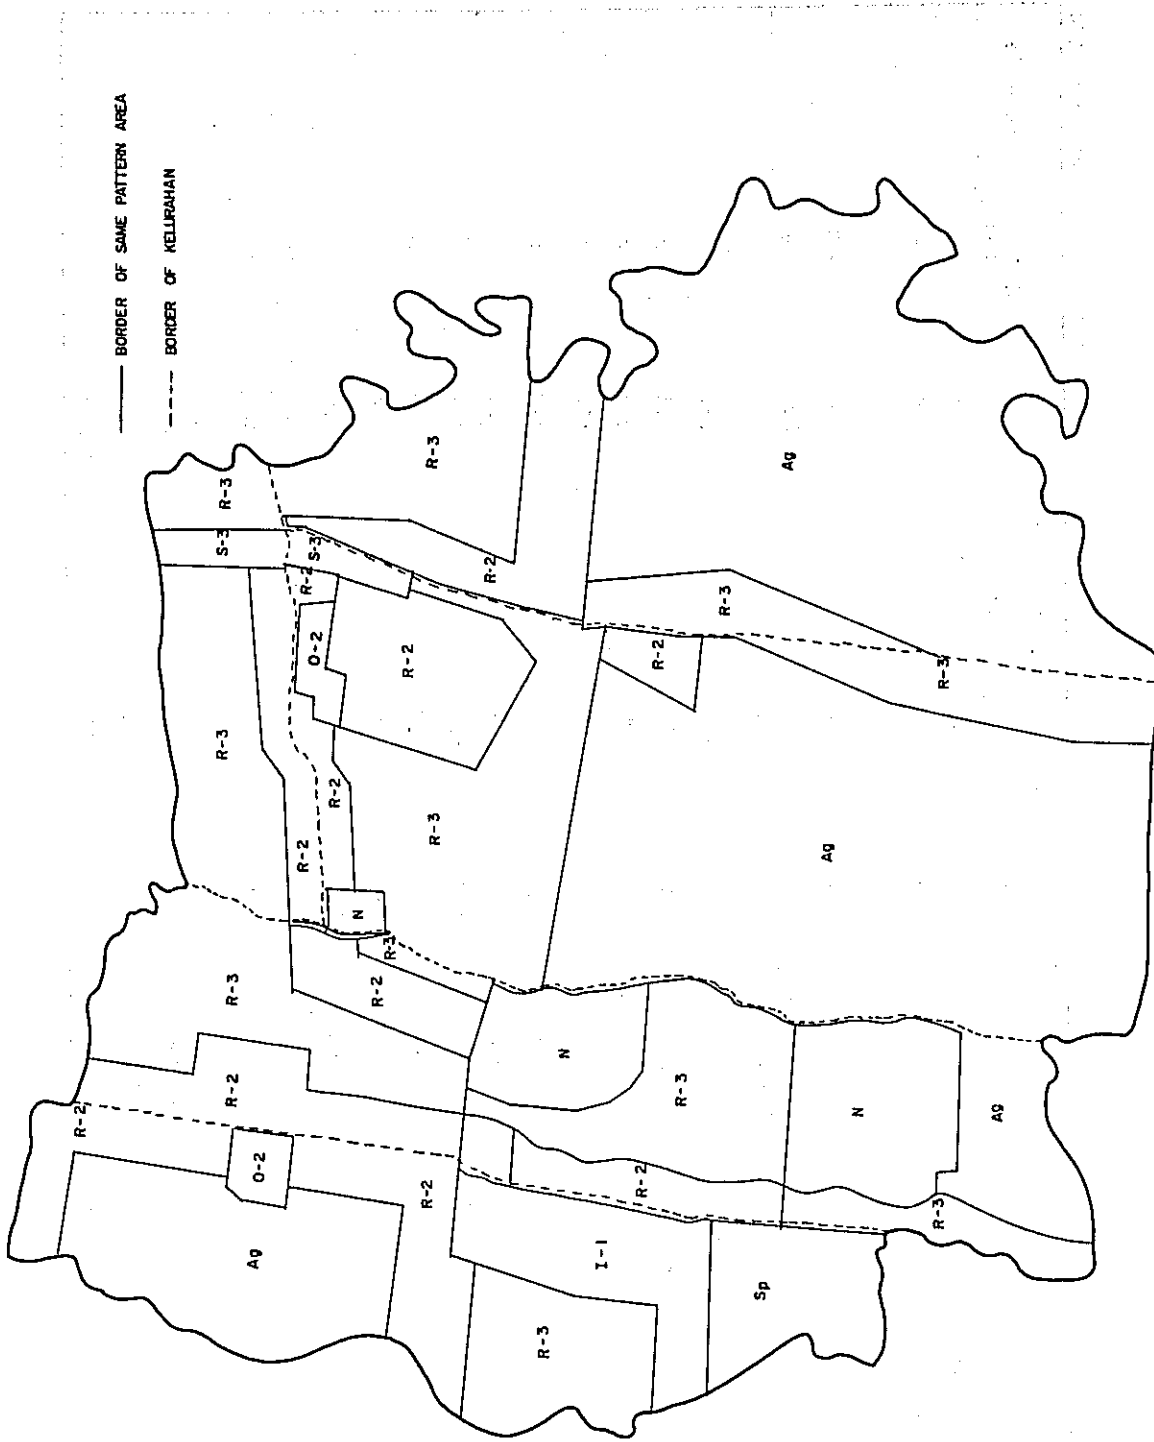 BORDER OF SAME PATTERN AREA
BORDER OF KELURAHAN
R-3
S-3
R-3
R-2
R-3
R-2
R-2
Ag
R-3
S-3
R-2
O-2
R-2
R-2
R-3
N
R-3
R-2
R-2
R-3
R-2
R-3
Ag
Ag
O-2
R-2
N
R-3
R-2
I-1
R-3
Sp
N
Ag
R-3